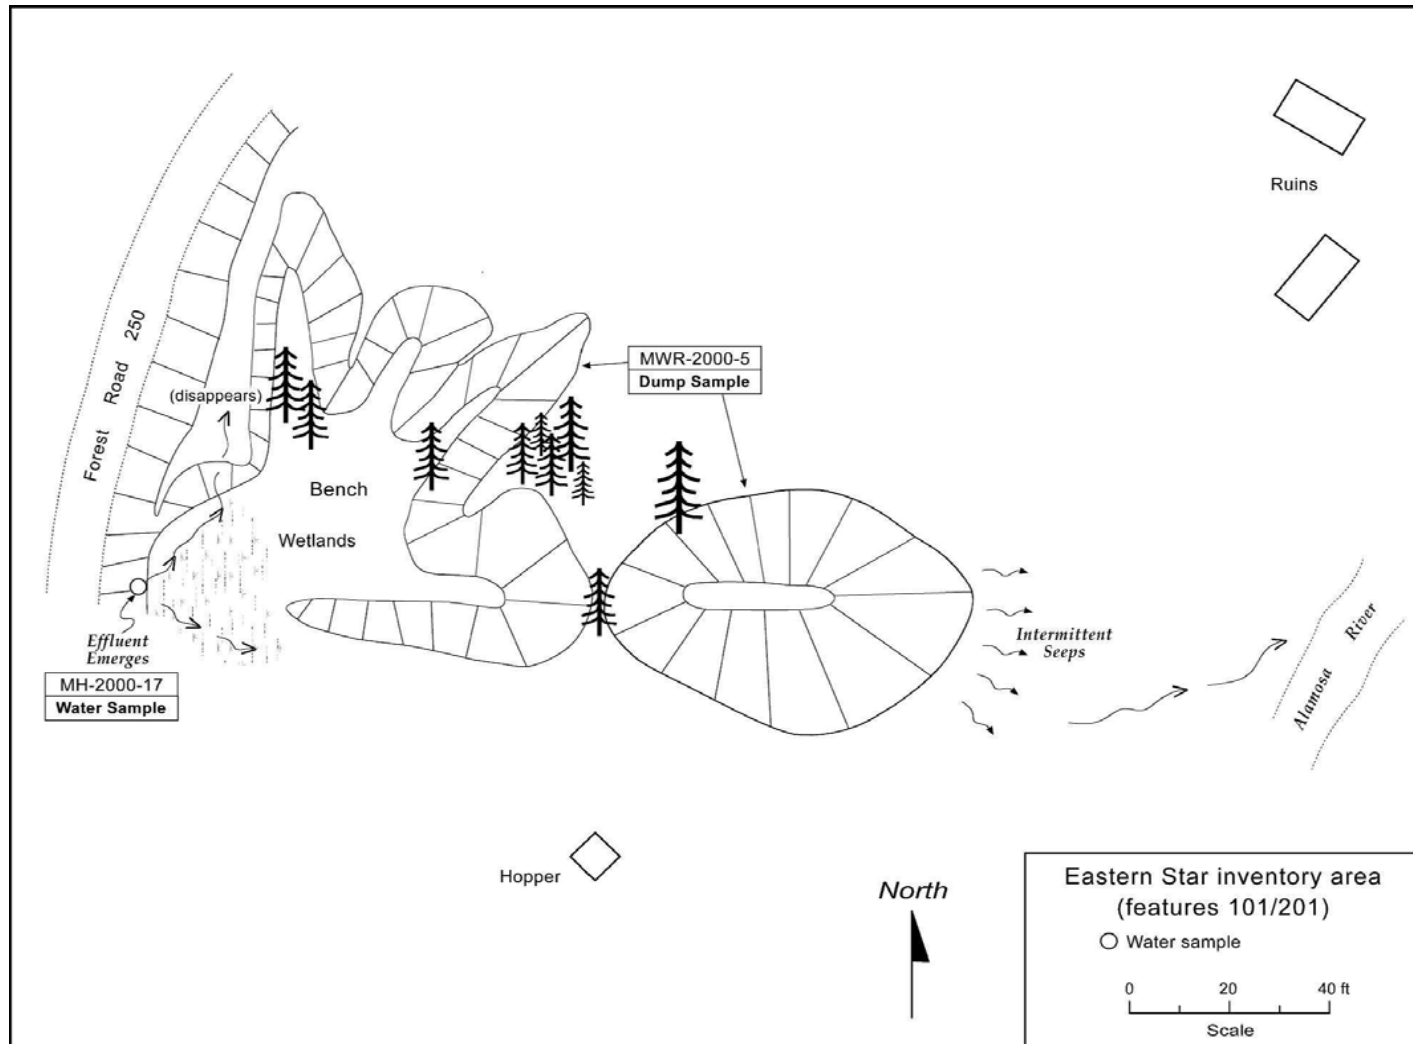 Ruins
Forest Road 250
(disappears)
MWR-2000-5
Dump Sample
Bench
Wetlands
Effluent
Emerges
MH-2000-17
Water Sample
Intermittent
Seeps
Alamosa River
Hopper
North
Eastern Star inventory area
(features 101/201)
Water sample
0 20 40 ft
Scale